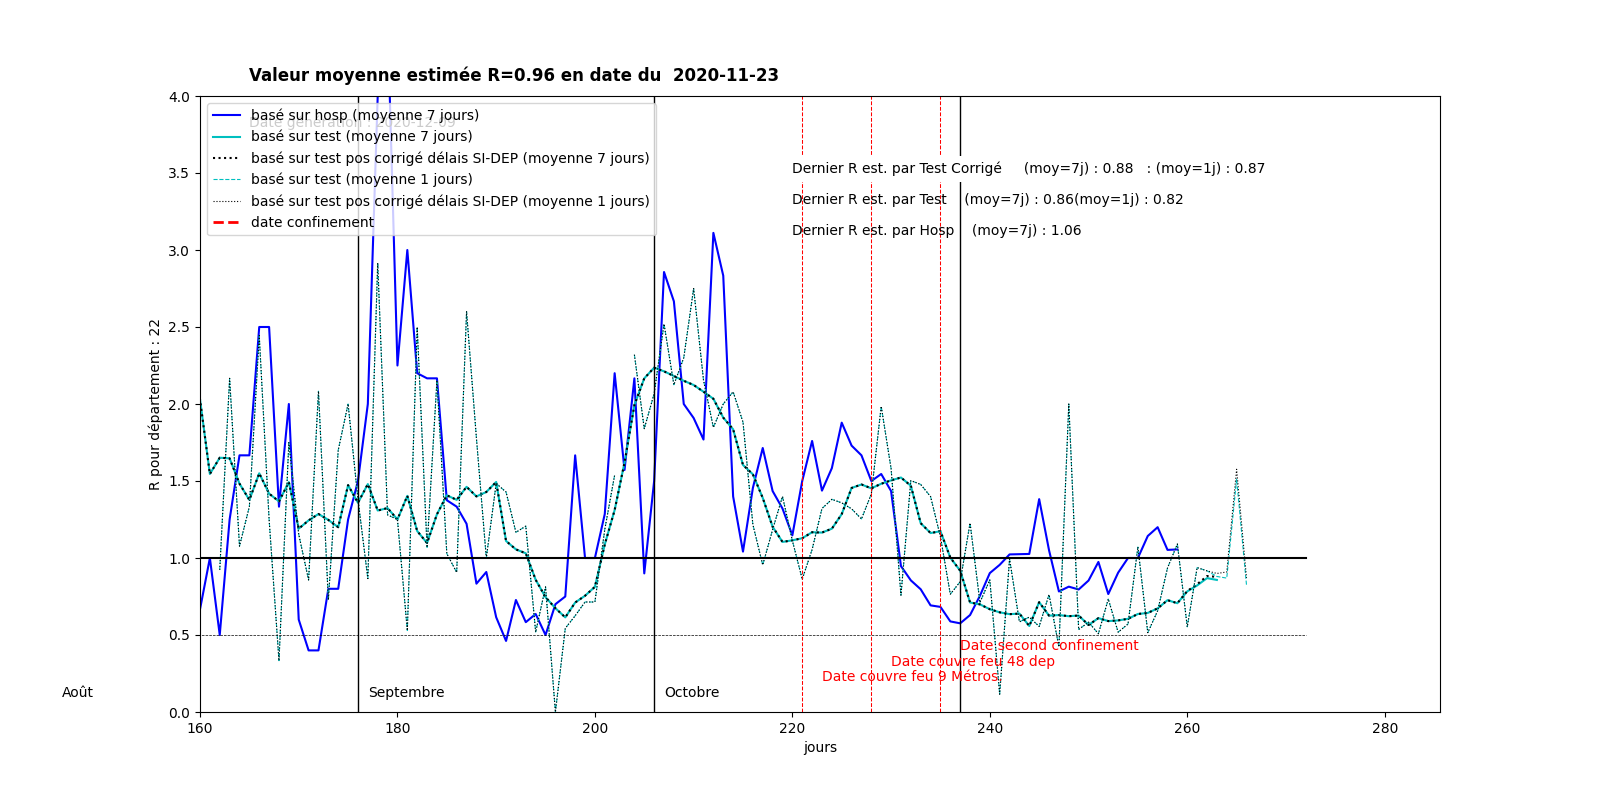 Valeur moyenne estimée R=0.96 en date du  2020-11-23
Date génération : 2020-12-09
basé sur hosp (moyenne 7 jours)
basé sur test (moyenne 7 jours)
basé sur test pos corrigé délais SI-DEP (moyenne 7 jours)
basé sur test (moyenne 1 jours)
basé sur test pos corrigé délais SI-DEP (moyenne 1 jours)
date confinement
Dernier R est. par Test Corrigé     (moy=7j) : 0.88   : (moy=1j) : 0.87
Dernier R est. par Test    (moy=7j) : 0.86(moy=1j) : 0.82
Dernier R est. par Hosp    (moy=7j) : 1.06
4.0
3.5
3.0
2.5
2.0
1.5
1.0
0.5
0.0
R pour département : 22
Date second confinement
Date couvre feu 48 dep
Date couvre feu 9 Métros
Août
Septembre
Octobre
160 180 200 220 240 260 280
jours